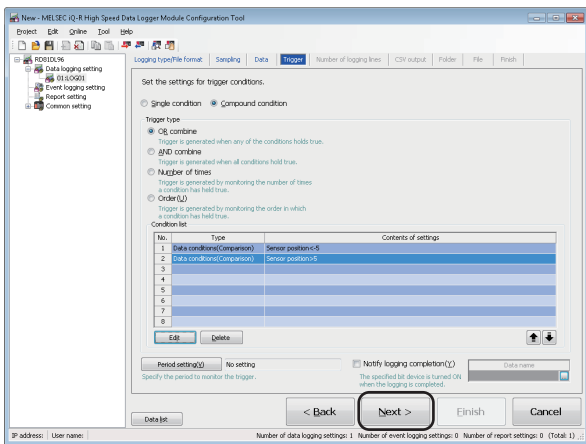 New - MELSEC iQ-R High Speed Data Logger Module Configuration Tool
Project Edit Online Tool Help
RD81DL96
Data logging setting
01:LOG01
Event logging setting
Report setting
Common setting
Logging type/File format Sampling Data Trigger Number of logging lines CSV output Folder File Finish
Set the settings for trigger conditions.
Single condition Compound condition
Trigger type
OR combine
Trigger is generated when any of the conditions holds true.
AND combine
Trigger is generated when all conditions hold true.
Number of times
Trigger is generated by monitoring the number of times
a condition has held true.
Order(U)
Trigger is generated by monitoring the order in which
a condition has held true.
Condition list
No. Type Contents of settings
1 Data conditions(Comparison) Sensor position<-5
2 Data conditions(Comparison) Sensor position>5
3
4
5
6
7
8
Edit Delete
Period setting(V) No setting Notify logging completion(Y) Data name
Specify the period to monitor the trigger. The specified bit device is turned ON
when the logging is completed.
Data list < Back Next > Finish Cancel
IP address: User name: Number of data logging settings: 1 Number of event logging settings: 0 Number of report settings: 0 (Total: 1)